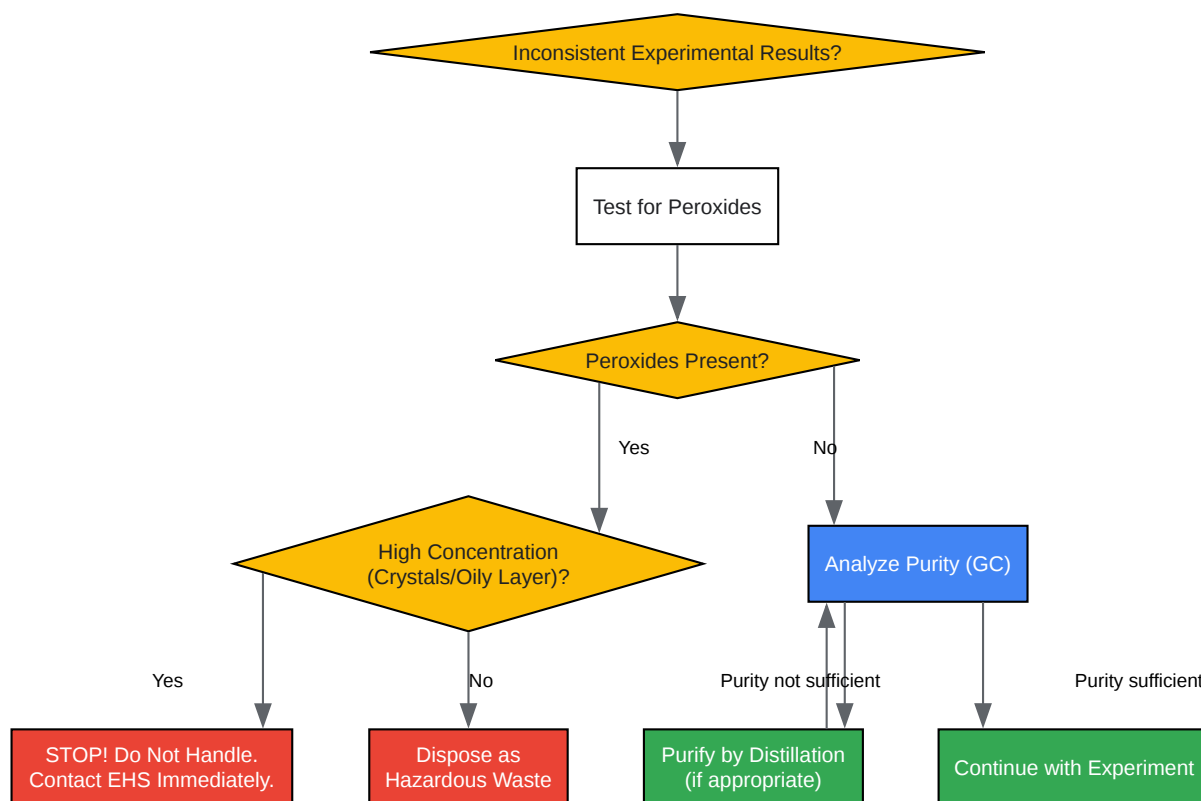 Inconsistent Experimental Results?
Test for Peroxides
Peroxides Present?
Yes
No
High Concentration
(Crystals/Oily Layer)?
Analyze Purity (GC)
Yes
No
Purity not sufficient
Purity sufficient
STOP! Do Not Handle.
Contact EHS Immediately.
Dispose as
Hazardous Waste
Purify by Distillation
(if appropriate)
Continue with Experiment